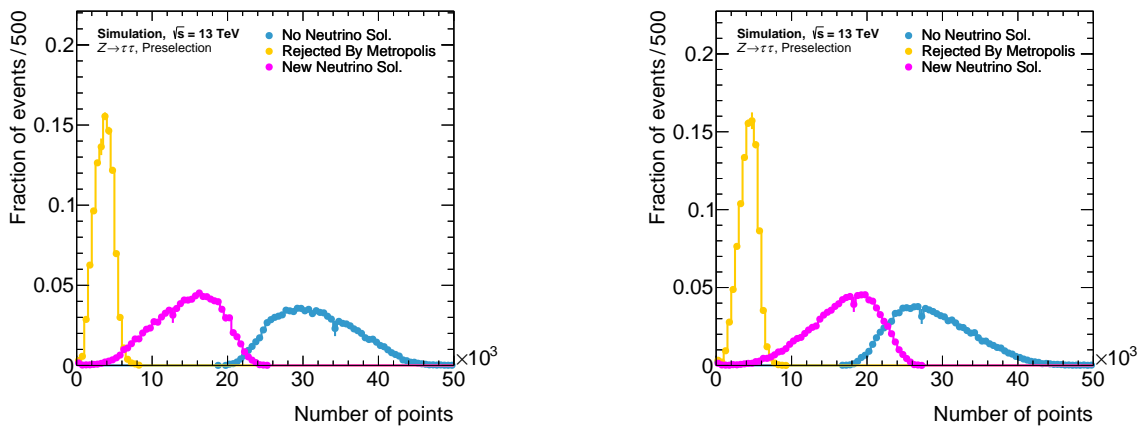 Fraction of events / 500
0.2
0.15
0.1
0.05
0
Simulation, √s = 13 TeV
Z→ττ, Preselection
No Neutrino Sol.
Rejected By Metropolis
New Neutrino Sol.
0 10 20 30 40 50 ×10³
Number of points
Fraction of events / 500
0.2
0.15
0.1
0.05
0
Simulation, √s = 13 TeV
Z→ττ, Preselection
No Neutrino Sol.
Rejected By Metropolis
New Neutrino Sol.
0 10 20 30 40 50 ×10³
Number of points